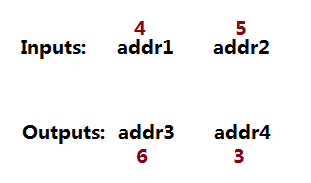 4 5
Inputs: addr1 addr2
Outputs: addr3 addr4
6 3